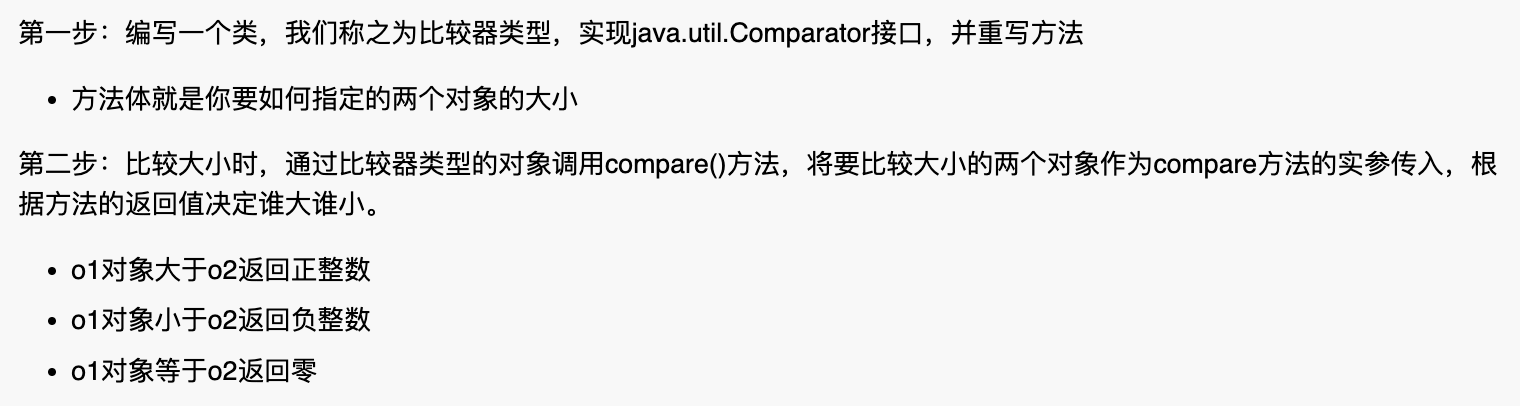 第一步：编写一个类，我们称之为比较器类型，实现java.util.Comparator接口，并重写方法
• 方法体就是你要如何指定的两个对象的大小
第二步：比较大小时，通过比较器类型的对象调用compare()方法，将要比较大小的两个对象作为compare方法的实参传入，根
据方法的返回值决定谁大谁小。
• o1对象大于o2返回正整数
• o1对象小于o2返回负整数
• o1对象等于o2返回零